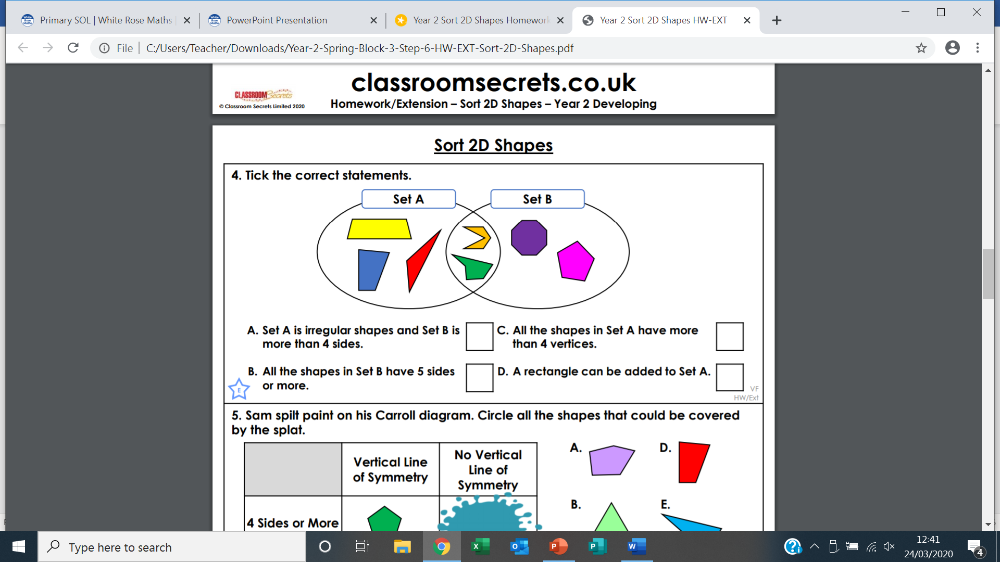 Primary SOL | White Rose Maths
PowerPoint Presentation
Year 2 Sort 2D Shapes Homework
Year 2 Sort 2D Shapes HW-EXT
File
C:/Users/Teacher/Downloads/Year-2-Spring-Block-3-Step-6-HW-EXT-Sort-2D-Shapes.pdf
classroomsecrets.co.uk
CLASSROOM Secrets
© Classroom Secrets Limited 2020
Homework/Extension – Sort 2D Shapes – Year 2 Developing
Sort 2D Shapes
4. Tick the correct statements.
Set A
Set B
A. Set A is irregular shapes and Set B is
more than 4 sides.
C. All the shapes in Set A have more
than 4 vertices.
B. All the shapes in Set B have 5 sides
or more.
D. A rectangle can be added to Set A.
E
VF
HW/Ext
5. Sam spilt paint on his Carroll diagram. Circle all the shapes that could be covered
by the splat.
Vertical Line
of Symmetry
No Vertical
Line of
Symmetry
4 Sides or More
A.
D.
B.
E.
Type here to search
12:41
24/03/2020
4